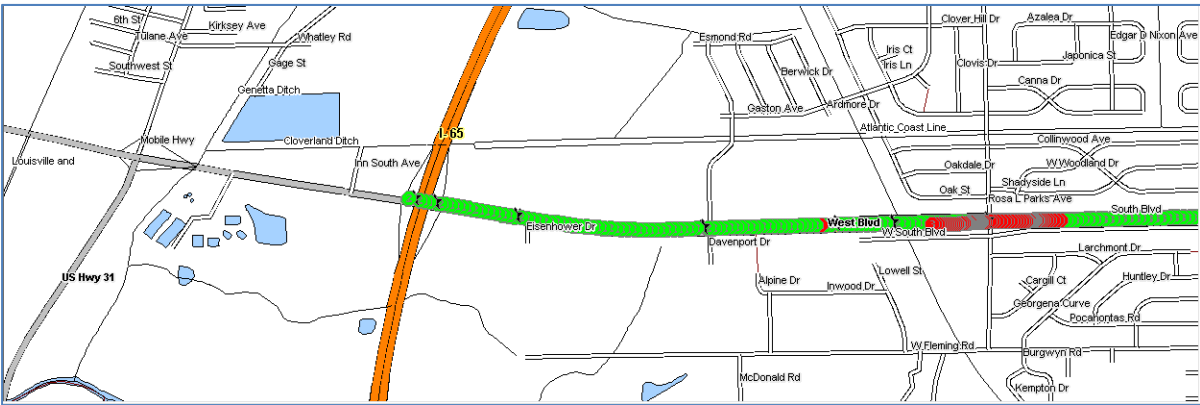 6th St
Kirksey Ave
Tulane Ave
Whatley Rd
Southwest St
Gage St
Genetta Ditch
Mobile Hwy
Cloverland Ditch
Louisville and
Inn South Ave
I-65
US Hwy 31
Eisenhower Dr
Esmond Rd
Berwick Dr
Gaston Ave
Ardmore Dr
Iris Ct
Iris Ln
Clover Hill Dr
Azalea Dr
Edgar D Nixon Ave
Clovis Dr
Japonica St
Canna Dr
Atlantic Coast Line
Collinwood Ave
Oakdale Dr
W Woodland Dr
Shadyside Ln
Oak St
Rosa L Parks Ave
West Blvd
South Blvd
W South Blvd
Davenport Dr
Larchmont Dr
Lowell St
Alpine Dr
Inwood Dr
Cargill Ct
Huntley Dr
Georgena Curve
Pocahontas Rd
W Fleming Rd
Burgwyn Rd
McDonald Rd
Kempton Dr